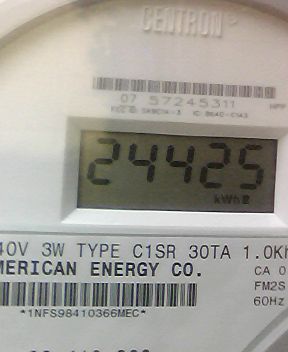 CENTRON
07 57245311
24425
kWh
40V 3W TYPE C1SR 30TA 1.0Kh
MERICAN ENERGY CO.
CA 0
FM2S
60Hz
*1NFS98410366MEC*